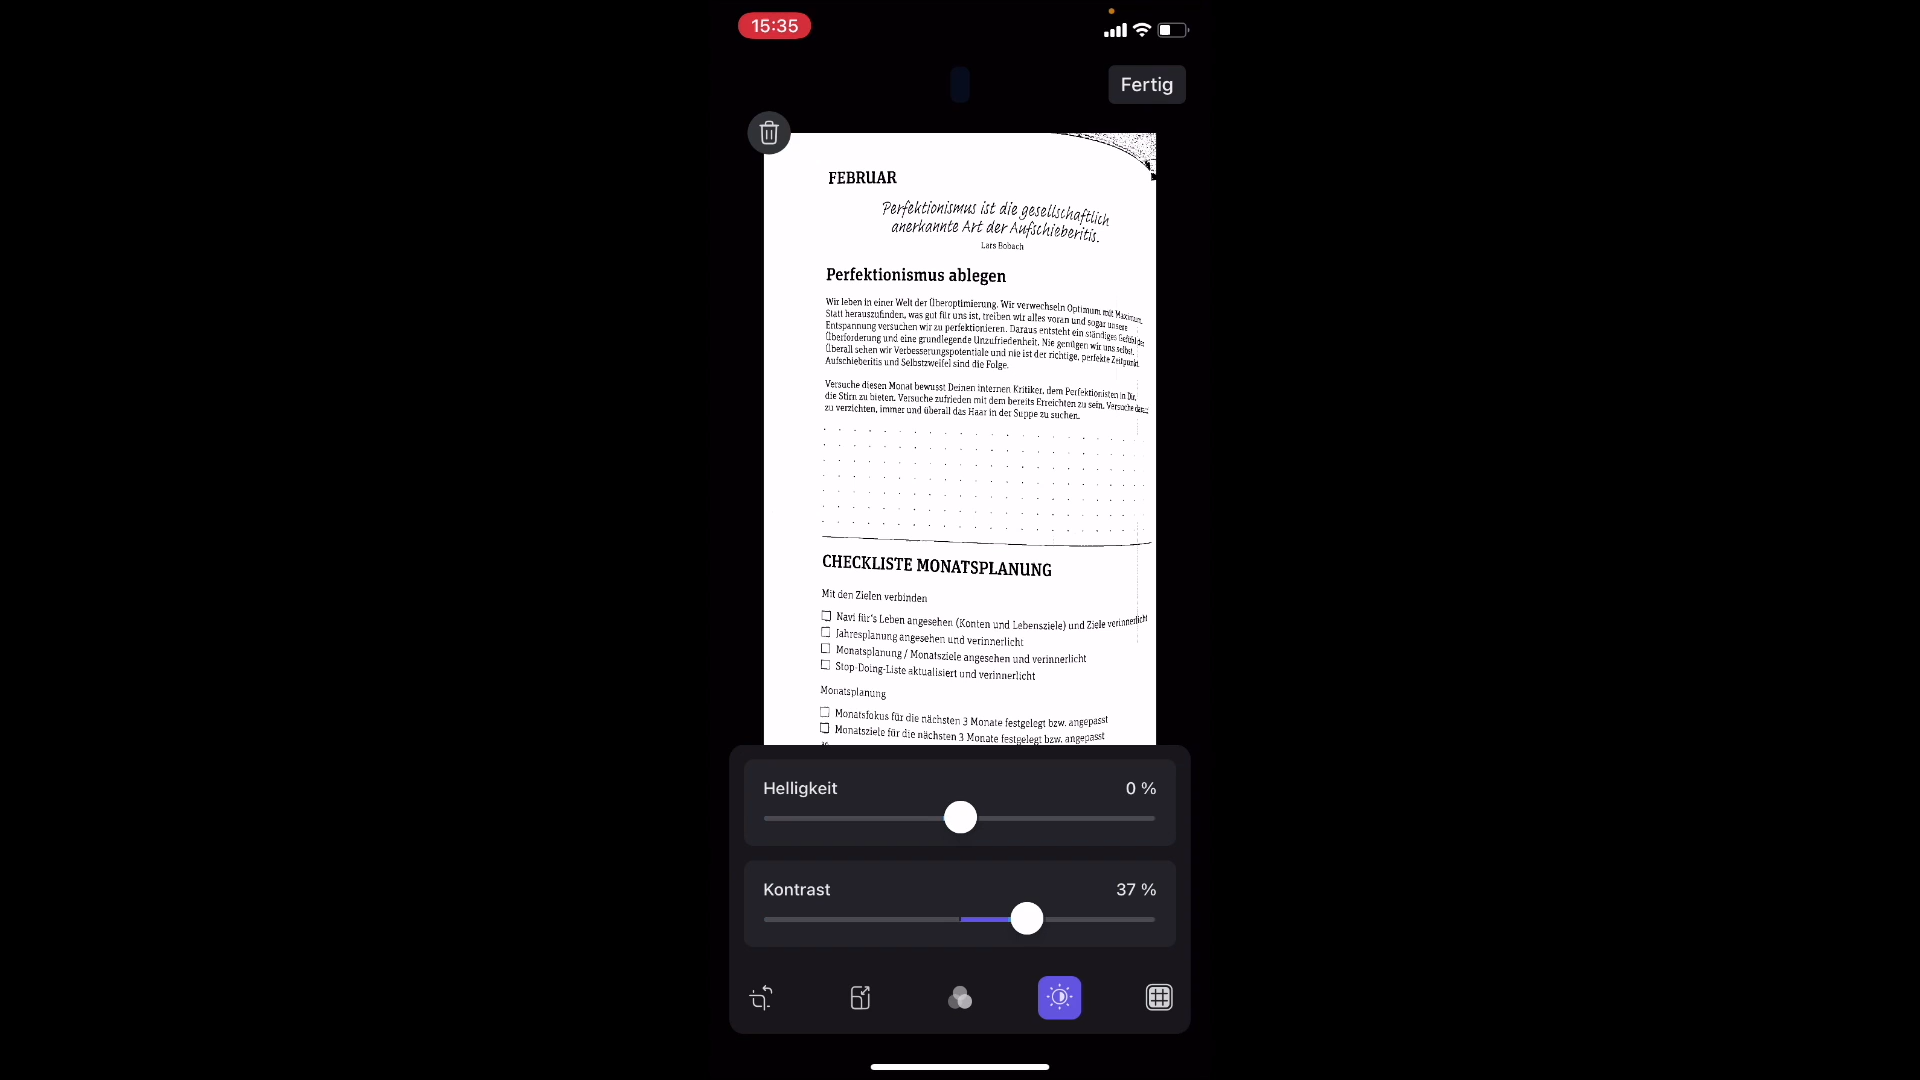 15:35
Fertig
FEBRUAR
Perfektionismus ist die gesellschaftlich
anerkannte Art der Aufschieberitis.
Lars Bobach
Perfektionismus ablegen
Wir leben in einer Welt der Überoptimierung. Wir verwechseln Optimum mit Maximum.
Statt herauszufinden, was gut für uns ist, treiben wir alles voran und sogar unsere
Entspannung versuchen wir zu perfektionieren. Daraus entsteht ein ständiges Gefühl der
Überforderung und eine grundlegende Unzufriedenheit. Nie genügen wir uns selbst.
Überall sehen wir Verbesserungspotentiale und nie ist der richtige, perfekte Zeitpunkt
Aufschieberitis und Selbstzweifel sind die Folge.
Versuche diesen Monat bewusst Deinen internen Kritiker, dem Perfektionisten in Dir,
die Stirn zu bieten. Versuche zufrieden mit dem bereits Erreichten zu sein. Versuche
zu verzichten, immer und überall das Haar in der Suppe zu suchen.
CHECKLISTE MONATSPLANUNG
Mit den Zielen verbinden
Navi für's Leben angesehen (Konten und Lebensziele) und Ziele verinnerlicht
Jahresplanung angesehen und verinnerlicht
Monatsplanung / Monatsziele angesehen und verinnerlicht
Stop-Doing-Liste aktualisiert und verinnerlicht
Monatsplanung
Monatsfokus für die nächsten 3 Monate festgelegt bzw. angepasst
Monatsziele für die nächsten 3 Monate festgelegt bzw. angepasst
Helligkeit 0 %
Kontrast 37 %